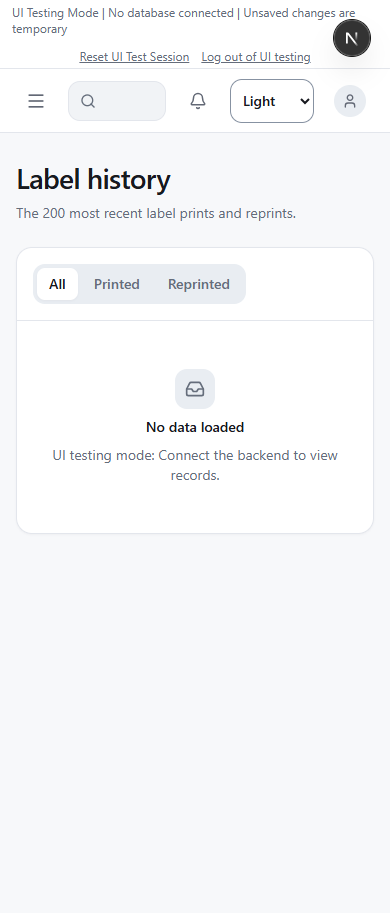 UI Testing Mode | No database connected | Unsaved changes are
temporary
N
Reset UI Test Session Log out of UI testing
Light
Label history
The 200 most recent label prints and reprints.
All Printed Reprinted
No data loaded
UI testing mode: Connect the backend to view
records.